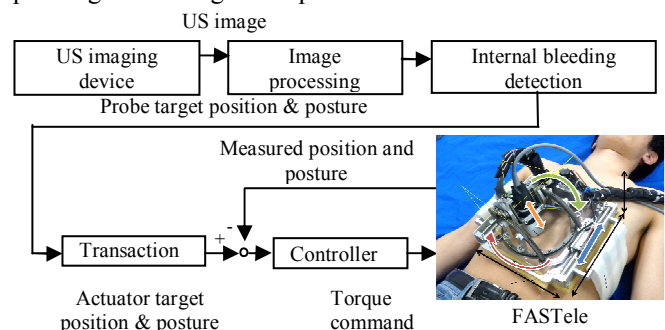 US image
US imaging
device
Image
processing
Internal bleeding
detection
Probe target position & posture
Measured position and
posture
+
-
Transaction
Controller
Actuator target
position & posture
Torque
command
FASTele